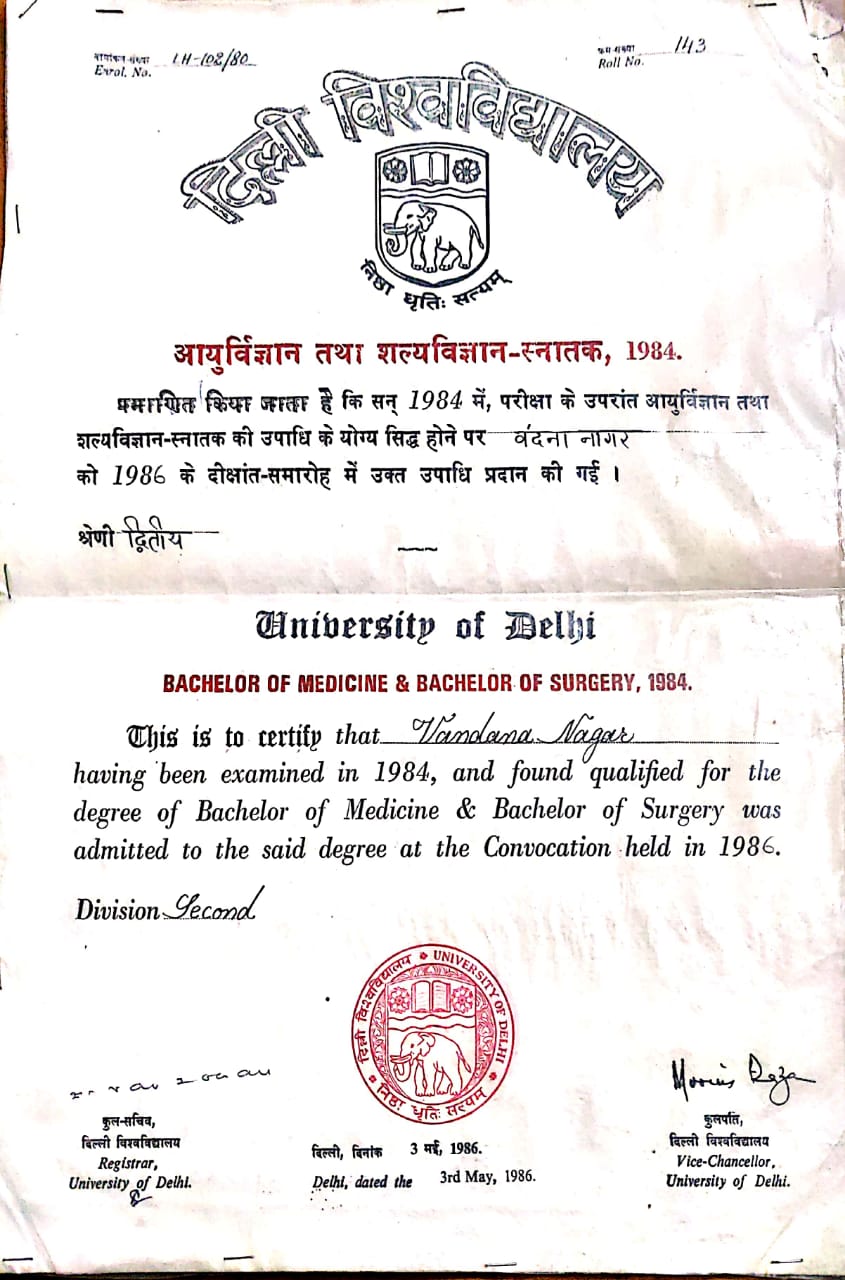 नामांकन-संख्या
Enrol. No. LH-102/80
क्रम-संख्या
Roll No. 143
दिल्ली विश्वविद्यालय
निष्ठा धृतिः सत्यम्
आयुर्विज्ञान तथा शल्यविज्ञान-स्नातक, 1984.
प्रमाणित किया जाता है कि सन् 1984 में, परीक्षा के उपरांत आयुर्विज्ञान तथा
शल्यविज्ञान-स्नातक की उपाधि के योग्य सिद्ध होने पर वंदना नागर
को 1986 के दीक्षांत-समारोह में उक्त उपाधि प्रदान की गई ।
श्रेणी द्वितीय
University of Delhi
BACHELOR OF MEDICINE & BACHELOR OF SURGERY, 1984.
This is to certify that Vandana Nagar
having been examined in 1984, and found qualified for the
degree of Bachelor of Medicine & Bachelor of Surgery was
admitted to the said degree at the Convocation held in 1986.
Division Second
दिल्ली विश्वविद्यालय UNIVERSITY OF DELHI
निष्ठा धृतिः सत्यम्
कुल-सचिव,
दिल्ली विश्वविद्यालय
Registrar,
University of Delhi.
दिल्ली, दिनांक 3 मई, 1986.
Delhi, dated the 3rd May, 1986.
Moonis Raza
कुलपति,
दिल्ली विश्वविद्यालय
Vice-Chancellor,
University of Delhi.